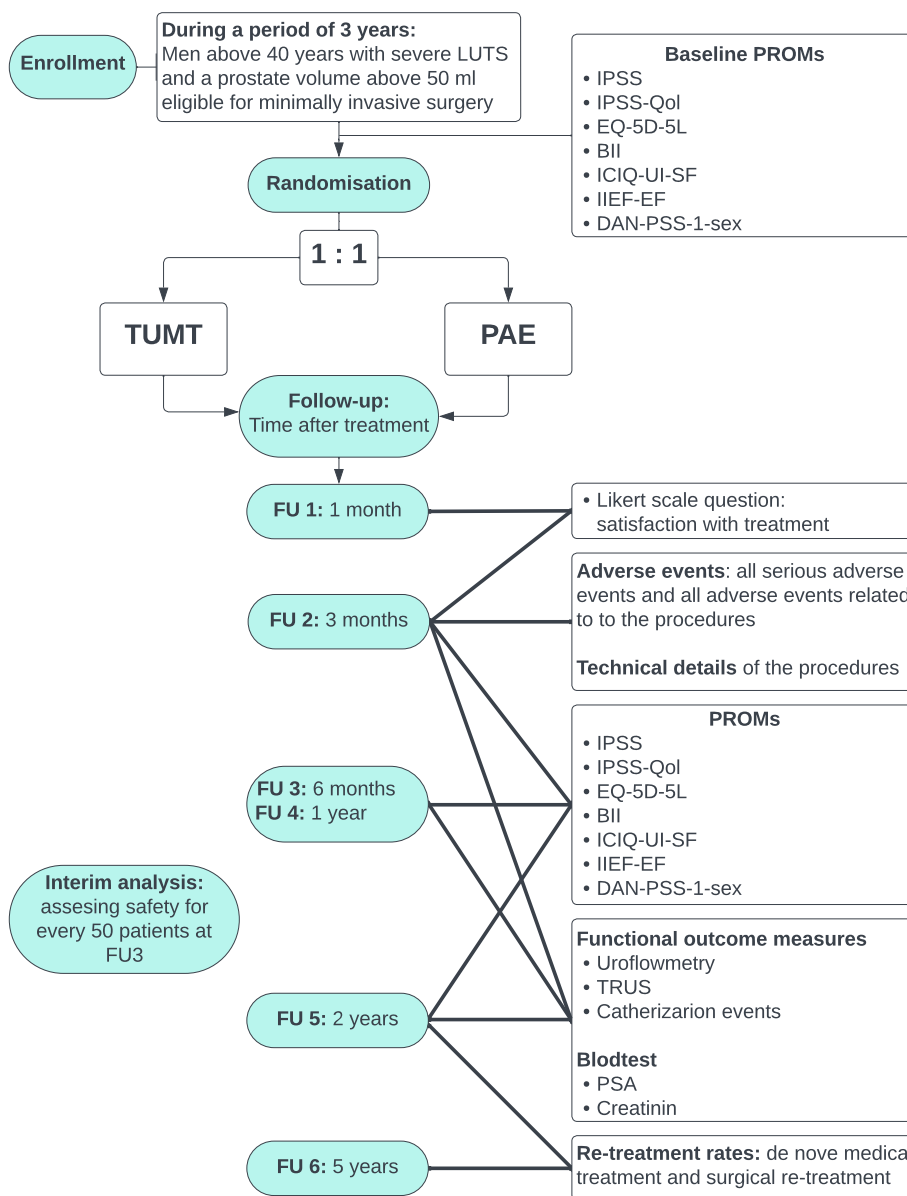 Enrollment
During a period of 3 years:
Men above 40 years with severe LUTS
and a prostate volume above 50 ml
eligible for minimally invasive surgery
Baseline PROMs
• IPSS
• IPSS-Qol
• EQ-5D-5L
• BII
• ICIQ-UI-SF
• IIEF-EF
• DAN-PSS-1-sex
Randomisation
1 : 1
TUMT
PAE
Follow-up:
Time after treatment
FU 1: 1 month
• Likert scale question:
satisfaction with treatment
FU 2: 3 months
Adverse events: all serious adverse
events and all adverse events related
to to the procedures
Technical details of the procedures
FU 3: 6 months
FU 4: 1 year
PROMs
• IPSS
• IPSS-Qol
• EQ-5D-5L
• BII
• ICIQ-UI-SF
• IIEF-EF
• DAN-PSS-1-sex
Interim analysis:
assesing safety for
every 50 patients at
FU3
Functional outcome measures
• Uroflowmetry
• TRUS
• Catherizarion events
Blodtest
• PSA
• Creatinin
FU 5: 2 years
FU 6: 5 years
Re-treatment rates: de nove medica
treatment and surgical re-treatment